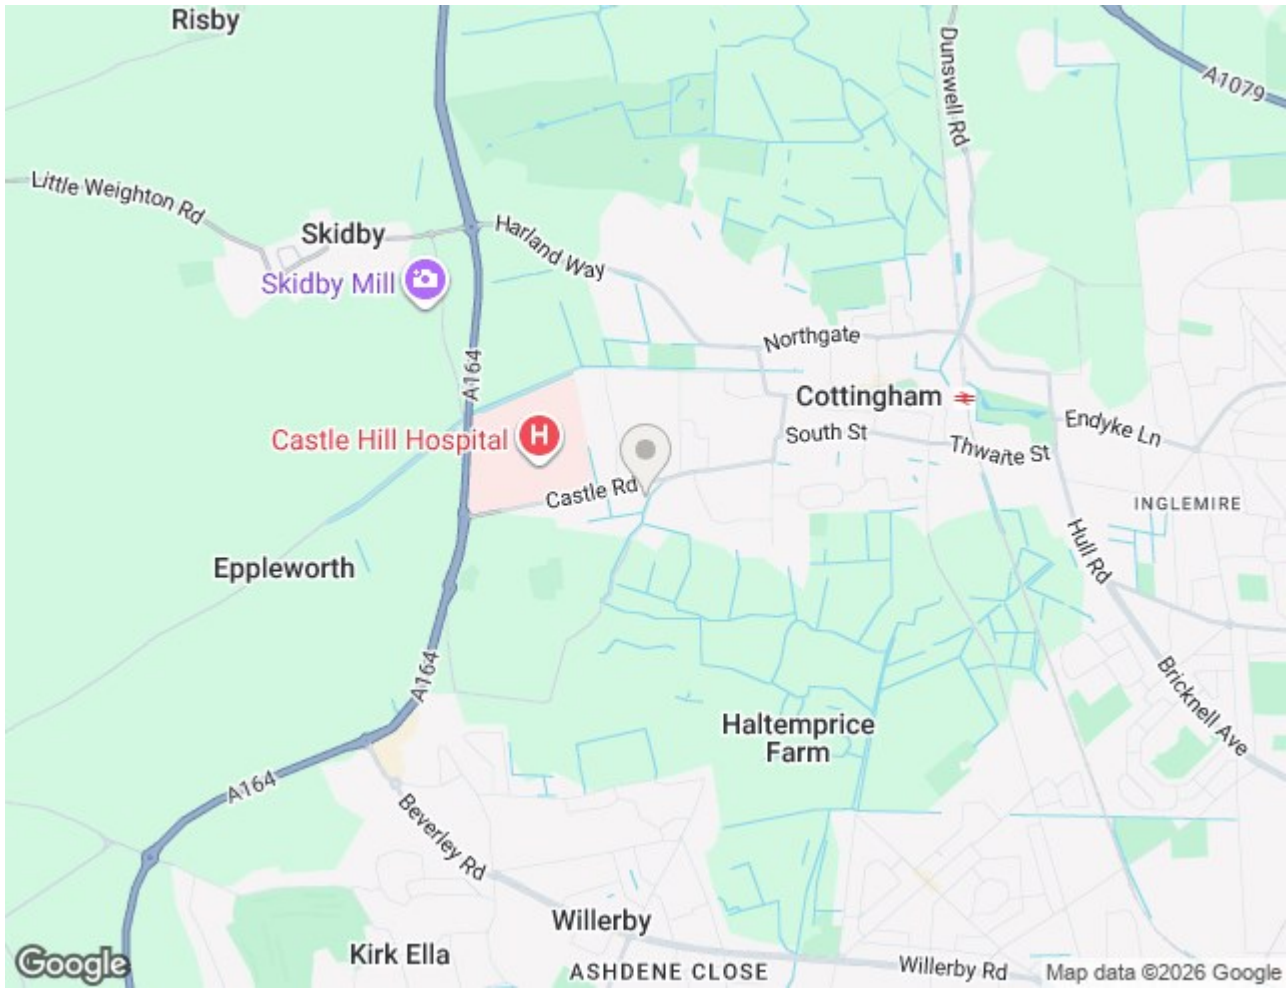 Risby
A1079
Dunswell Rd
Little Weighton Rd
Skidby
Harland Way
Skidby Mill
Northgate
A164
Cottingham
Endyke Ln
Castle Hill Hospital
H
South St
Thwaite St
Castle Rd
INGLEMIRE
Hull Rd
Eppleworth
A164
Bricknell Ave
Haltemprice
Farm
A164
Beverley Rd
Willerby
Kirk Ella
ASHDENE CLOSE
Willerby Rd
Google
Map data ©2026 Google